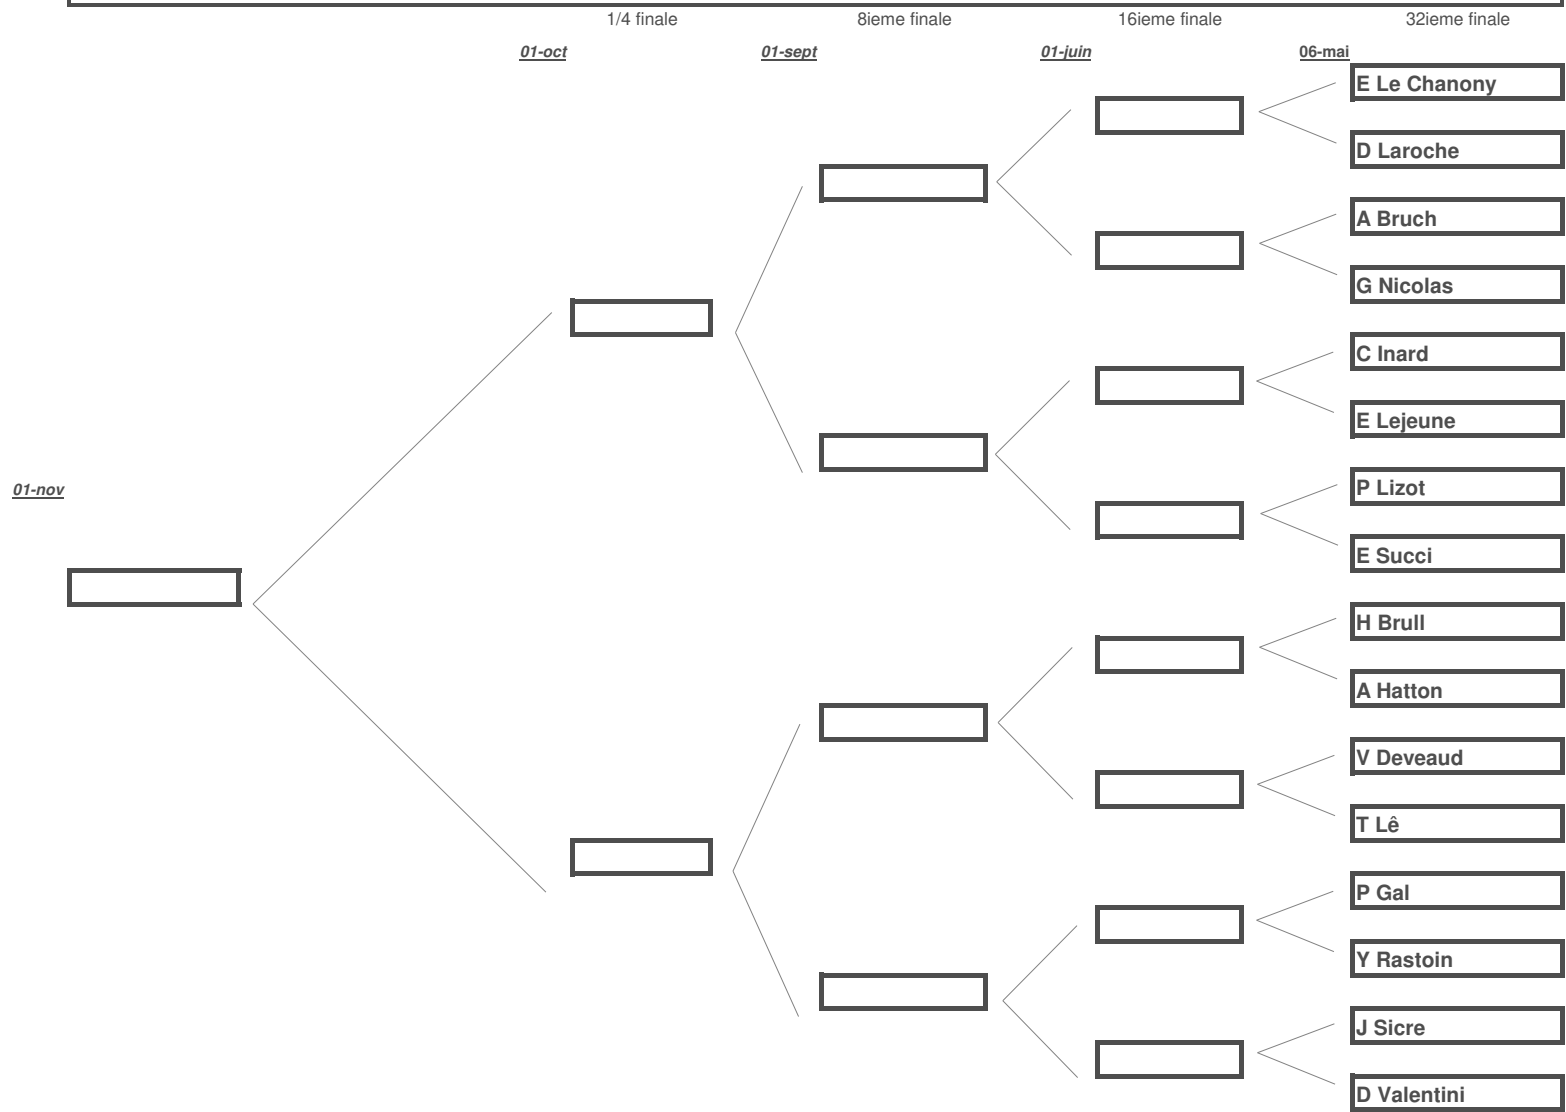 1/4 finale 8ieme finale 16ieme finale 32ieme finale
01-oct 01-sept 01-juin 06-mai
E Le Chanony
D Laroche
A Bruch
G Nicolas
C Inard
E Lejeune
01-nov
P Lizot
E Succi
H Brull
A Hatton
V Deveaud
T Lê
P Gal
Y Rastoin
J Sicre
D Valentini